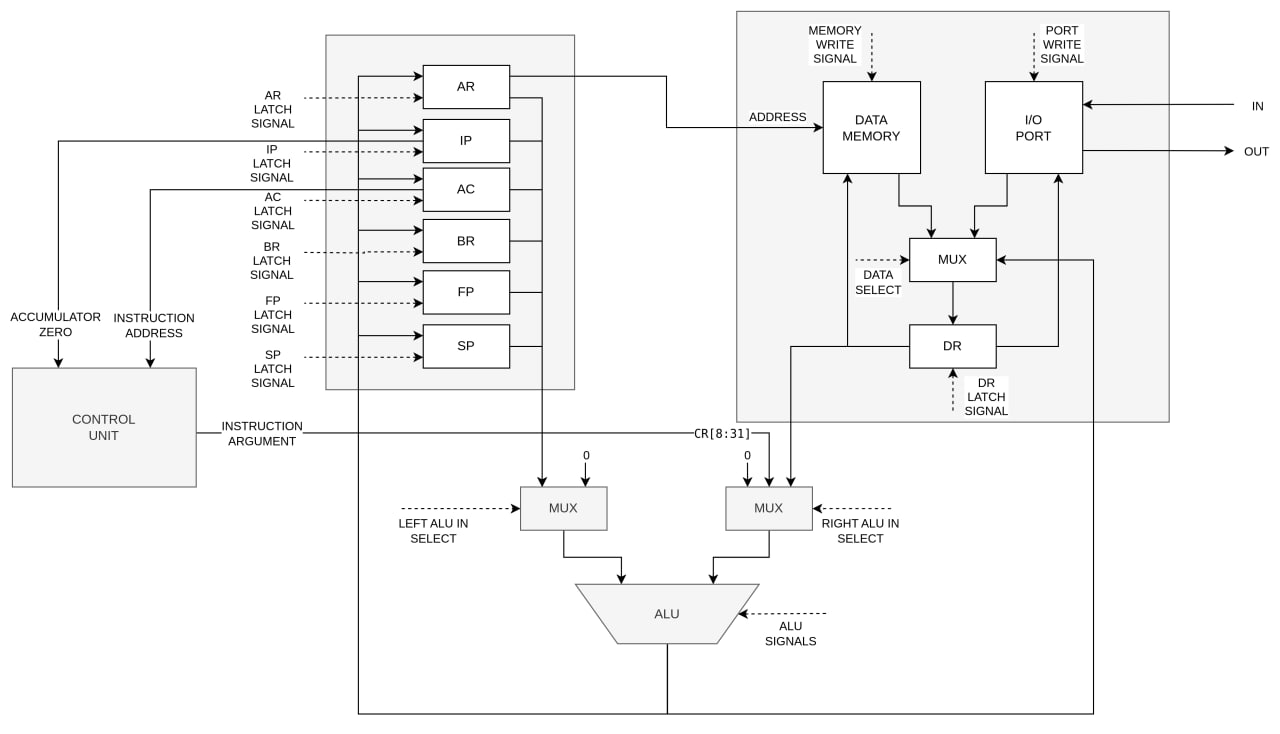 MEMORY
WRITE
SIGNAL
PORT
WRITE
SIGNAL
AR
AR
LATCH
SIGNAL
IP
IP
LATCH
SIGNAL
AC
AC
LATCH
SIGNAL
BR
BR
LATCH
SIGNAL
FP
FP
LATCH
SIGNAL
SP
SP
LATCH
SIGNAL
ADDRESS
DATA
MEMORY
I/O
PORT
IN
OUT
MUX
DATA
SELECT
DR
DR
LATCH
SIGNAL
ACCUMULATOR
ZERO
INSTRUCTION
ADDRESS
CONTROL
UNIT
INSTRUCTION
ARGUMENT
CR[8:31]
0
0
MUX
MUX
LEFT ALU IN
SELECT
RIGHT ALU IN
SELECT
ALU
ALU
SIGNALS